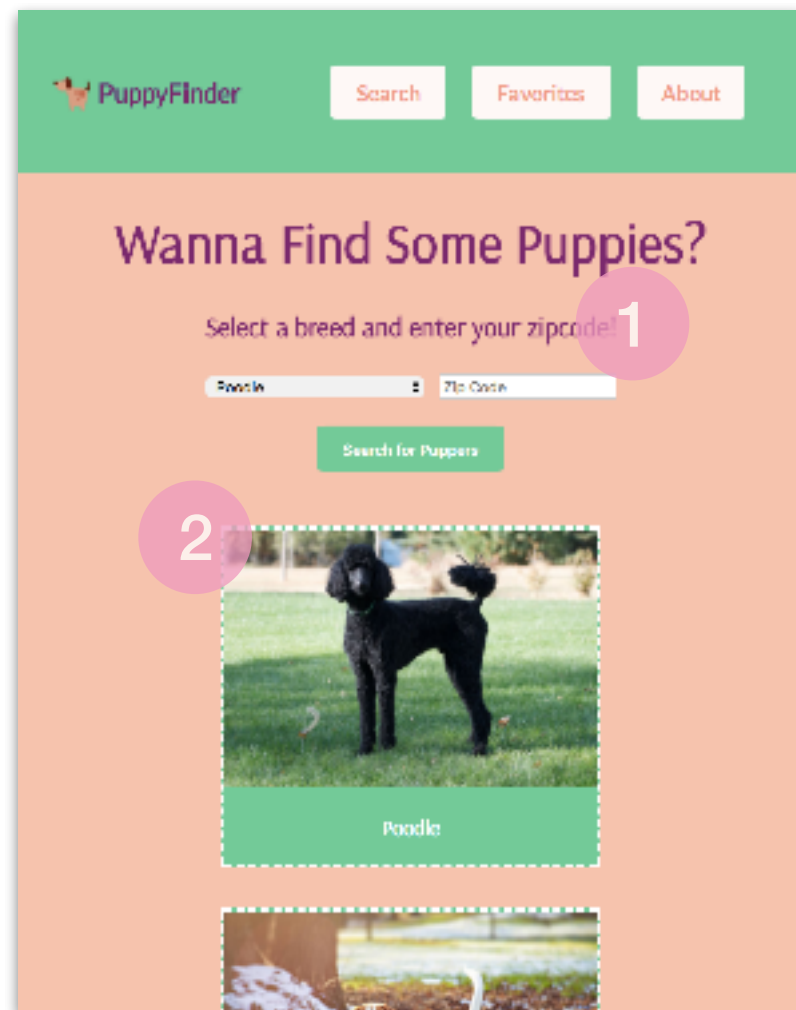 PuppyFinder
Search
Favorites
About
Wanna Find Some Puppies?
Select a breed and enter your zipcode!
1
Poodle
Zip Code
Search for Puppers
2
Poodle